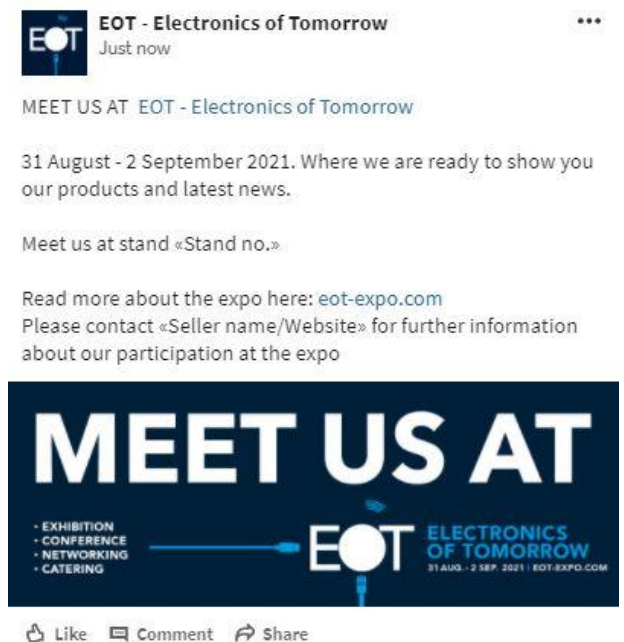 EOT
EOT - Electronics of Tomorrow
Just now
MEET US AT EOT - Electronics of Tomorrow
31 August - 2 September 2021. Where we are ready to show you
our products and latest news.
Meet us at stand «Stand no.»
Read more about the expo here: eot-expo.com
Please contact «Seller name/Website» for further information
about our participation at the expo
MEET US AT
• EXHIBITION
• CONFERENCE
• NETWORKING
• CATERING
EOT
ELECTRONICS
OF TOMORROW
31 AUG. - 2 SEP. 2021 | EOT-EXPO.COM
Like Comment Share